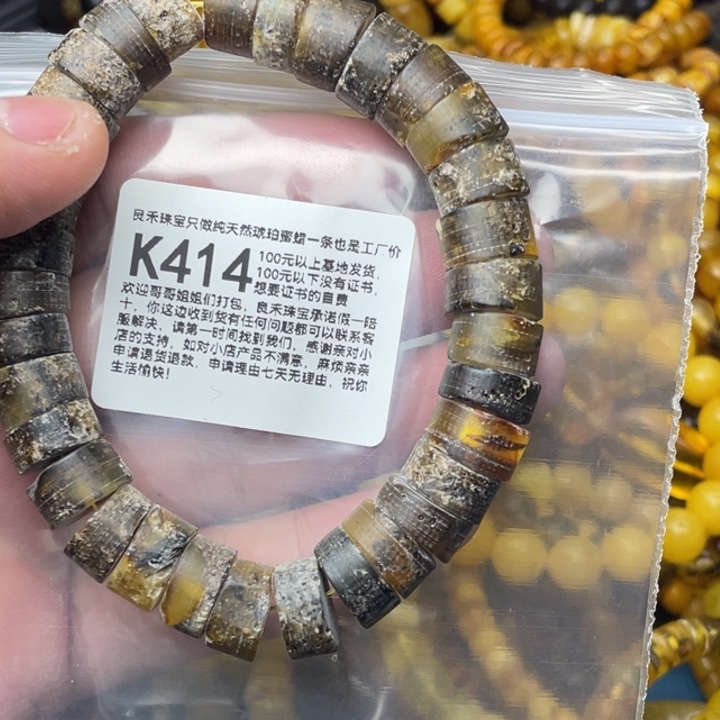 良禾珠宝只做纯天然琥珀蜜蜡一条也是工厂价
K414
100元以上基地发货，
100元以下没有证书，
想要证书的自费
欢迎哥哥姐姐们打包，良禾珠宝承诺假一陪
十，你这边收到货有任何问题都可以联系客
服解决，请第一时间找到我们，感谢亲对小
店的支持，如对小店产品不满意，麻烦亲亲
申请退货退款，申请理由七天无理由，祝你
生活愉快！